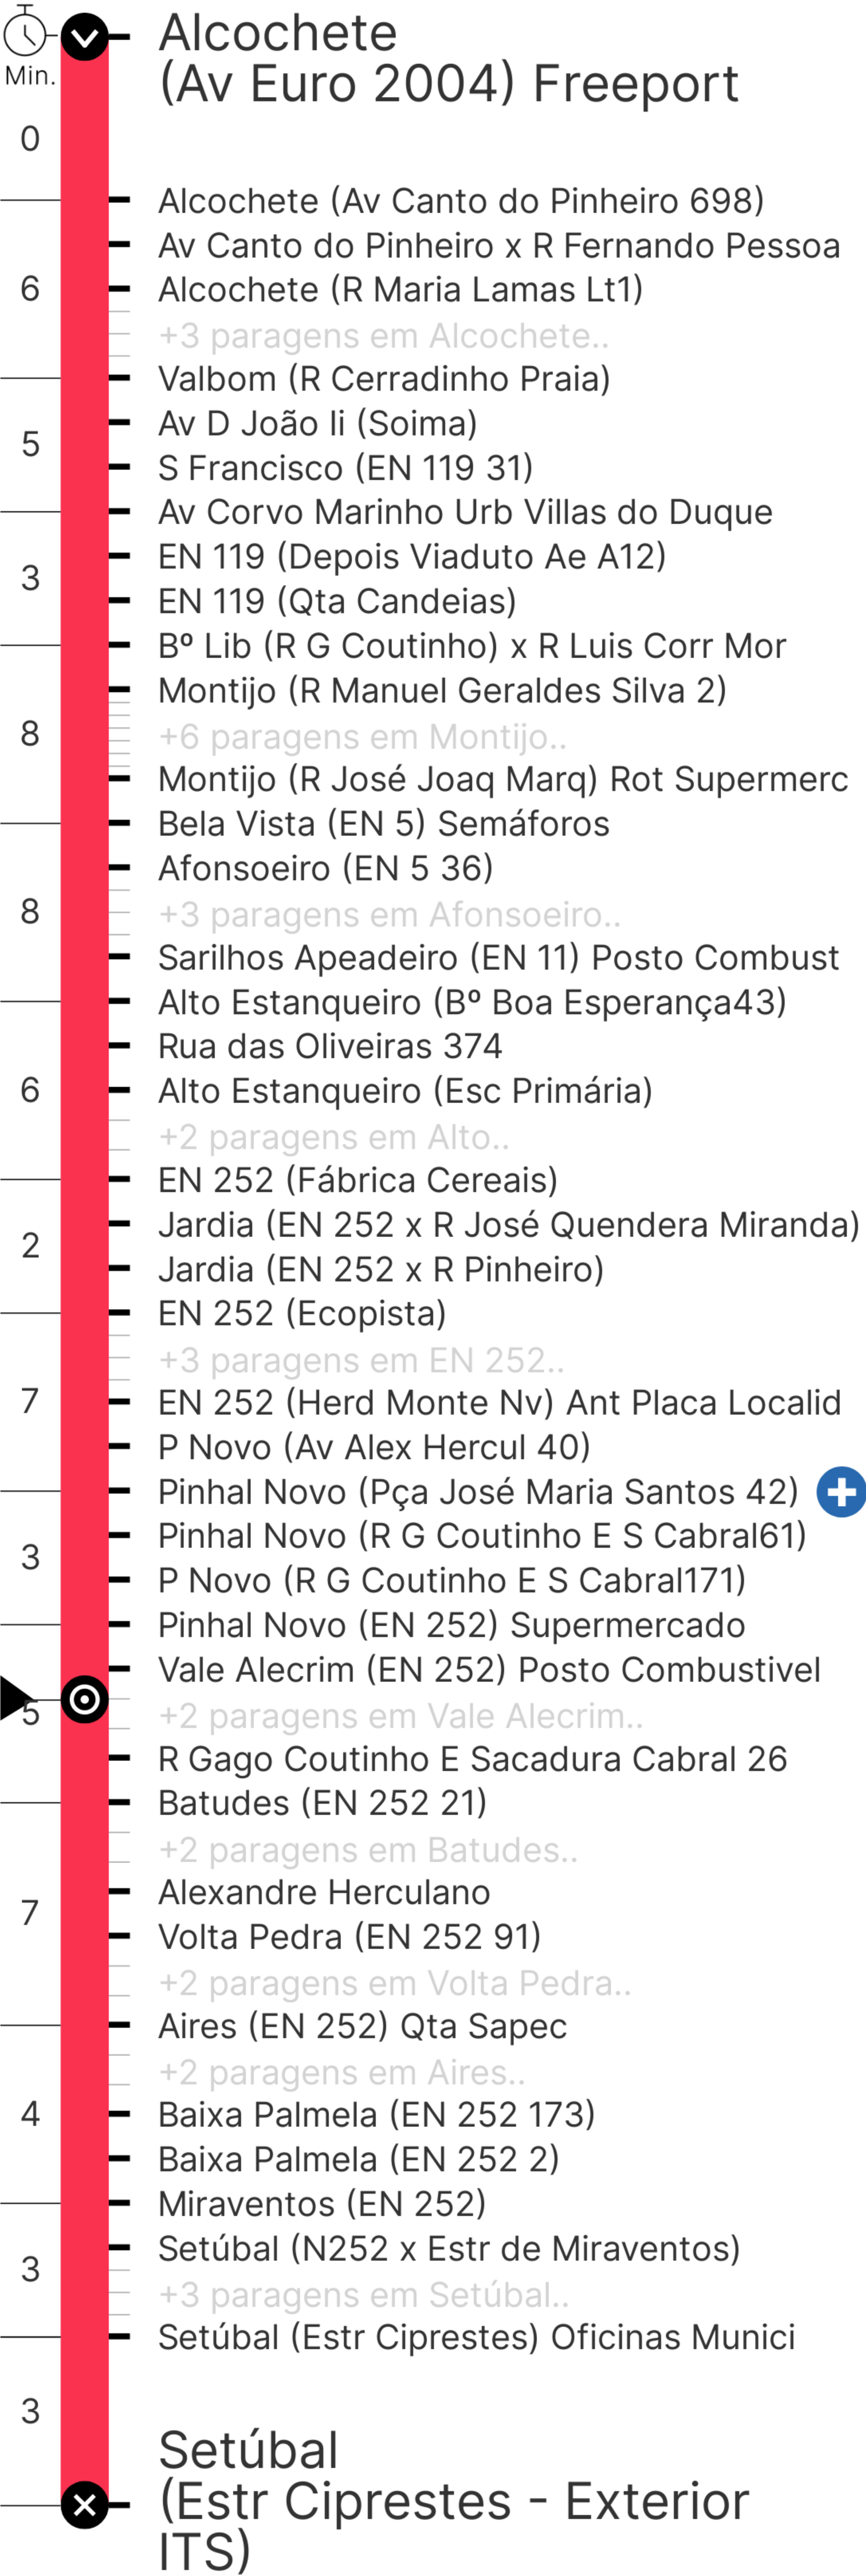 Alcochete
(Av Euro 2004) Freeport
Min.
0
Alcochete (Av Canto do Pinheiro 698)
Av Canto do Pinheiro x R Fernando Pessoa
6
Alcochete (R Maria Lamas Lt1)
+3 paragens em Alcochete..
Valbom (R Cerradinho Praia)
Av D João Ii (Soima)
5
S Francisco (EN 119 31)
Av Corvo Marinho Urb Villas do Duque
EN 119 (Depois Viaduto Ae A12)
3
EN 119 (Qta Candeias)
Bº Lib (R G Coutinho) x R Luis Corr Mor
Montijo (R Manuel Geraldes Silva 2)
8
+6 paragens em Montijo..
Montijo (R José Joaq Marq) Rot Supermerc
Bela Vista (EN 5) Semáforos
Afonsoeiro (EN 5 36)
8
+3 paragens em Afonsoeiro..
Sarilhos Apeadeiro (EN 11) Posto Combust
Alto Estanqueiro (Bº Boa Esperança43)
Rua das Oliveiras 374
6
Alto Estanqueiro (Esc Primária)
+2 paragens em Alto..
EN 252 (Fábrica Cereais)
Jardia (EN 252 x R José Quendera Miranda)
2
Jardia (EN 252 x R Pinheiro)
EN 252 (Ecopista)
+3 paragens em EN 252..
7
EN 252 (Herd Monte Nv) Ant Placa Localid
P Novo (Av Alex Hercul 40)
Pinhal Novo (Pça José Maria Santos 42)
Pinhal Novo (R G Coutinho E S Cabral61)
3
P Novo (R G Coutinho E S Cabral171)
Pinhal Novo (EN 252) Supermercado
Vale Alecrim (EN 252) Posto Combustivel
5
+2 paragens em Vale Alecrim..
R Gago Coutinho E Sacadura Cabral 26
Batudes (EN 252 21)
+2 paragens em Batudes..
Alexandre Herculano
7
Volta Pedra (EN 252 91)
+2 paragens em Volta Pedra..
Aires (EN 252) Qta Sapec
+2 paragens em Aires..
4
Baixa Palmela (EN 252 173)
Baixa Palmela (EN 252 2)
Miraventos (EN 252)
Setúbal (N252 x Estr de Miraventos)
3
+3 paragens em Setúbal..
Setúbal (Estr Ciprestes) Oficinas Munici
3
Setúbal
(Estr Ciprestes - Exterior
ITS)